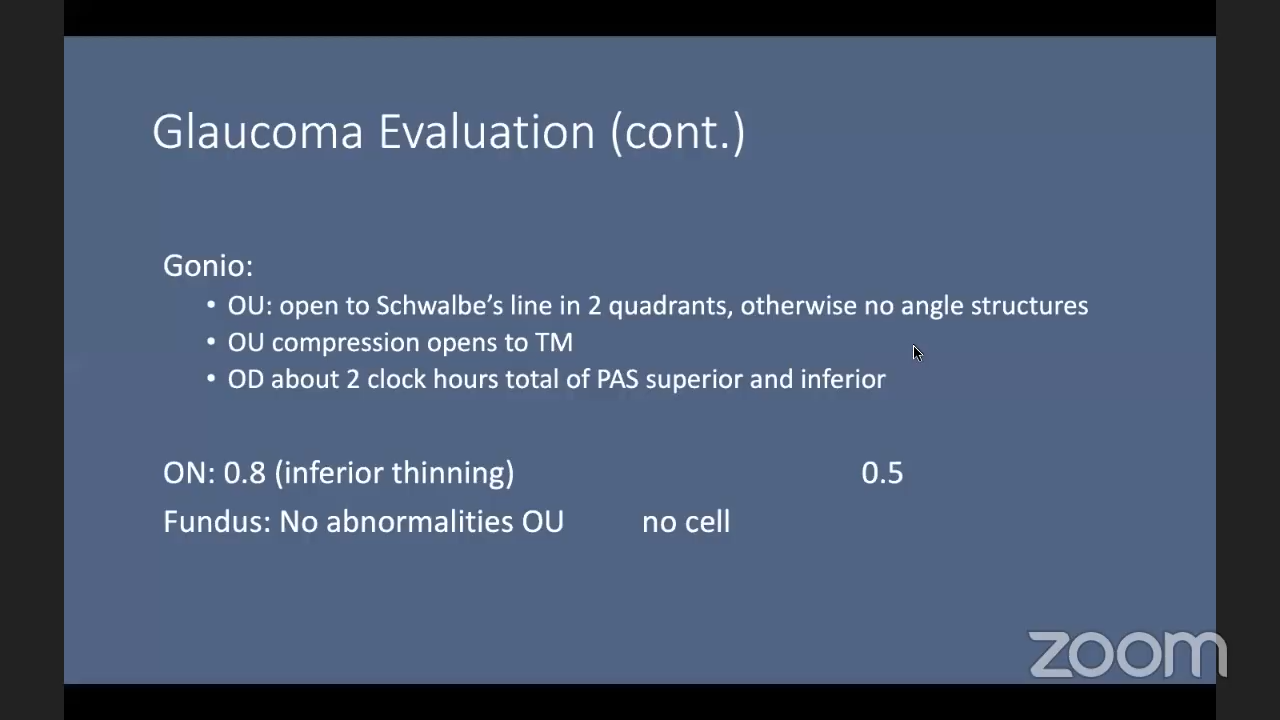 Glaucoma Evaluation (cont.)
Gonio:
• OU: open to Schwalbe’s line in 2 quadrants, otherwise no angle structures
• OU compression opens to TM
• OD about 2 clock hours total of PAS superior and inferior
ON: 0.8 (inferior thinning) 0.5
Fundus: No abnormalities OU no cell
zoom